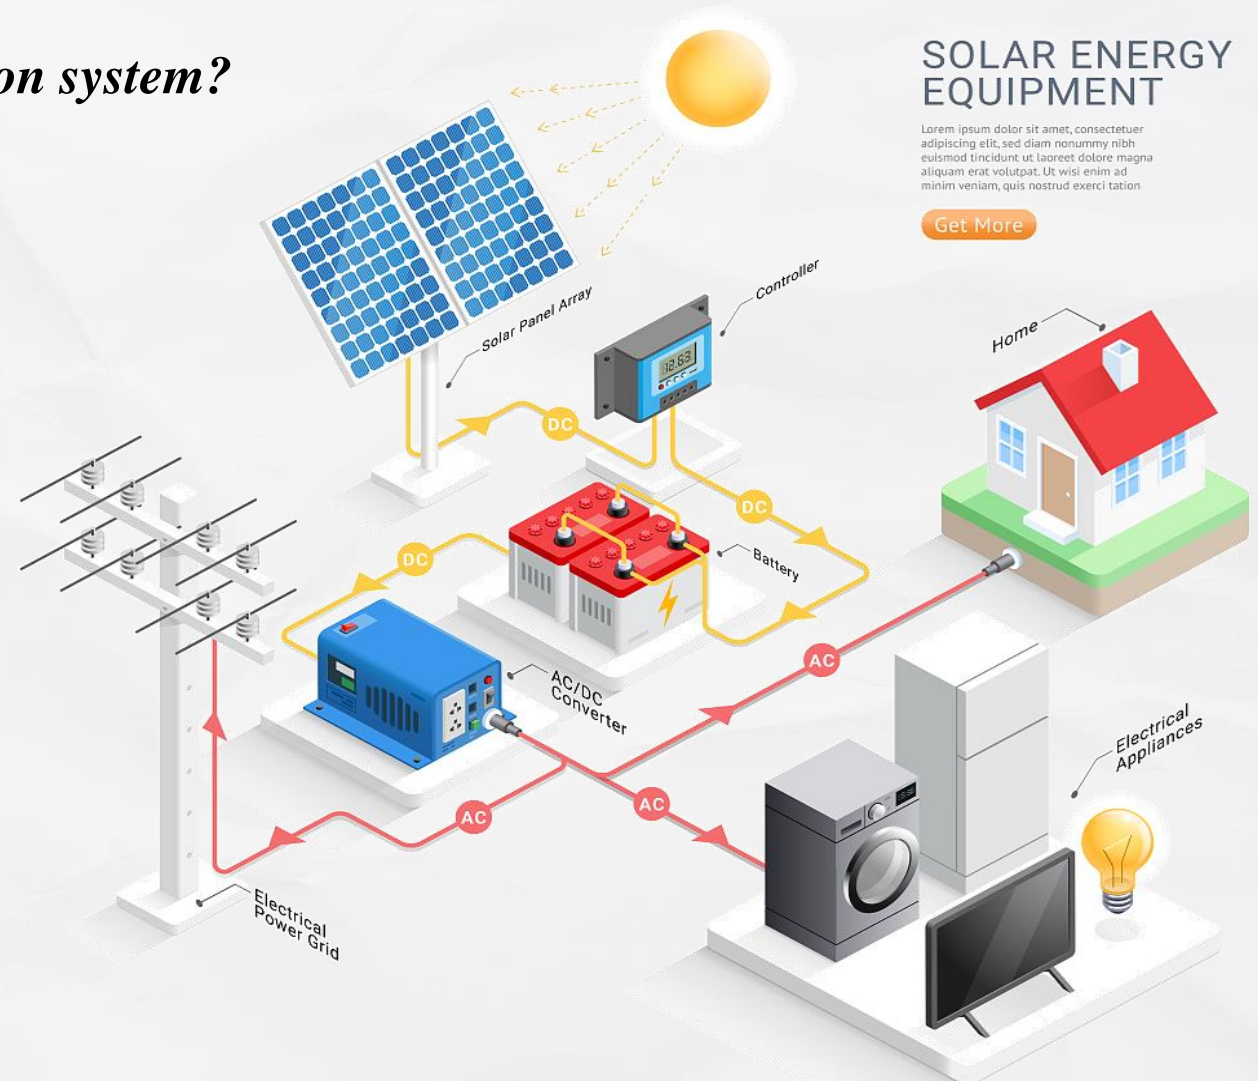 on system?
SOLAR ENERGY
EQUIPMENT
Lorem ipsum dolor sit amet, consectetuer
adipiscing elit, sed diam nonummy nibh
euismod tincidunt ut laoreet dolore magna
aliquam erat volutpat. Ut wisi enim ad
minim veniam, quis nostrud exerci tation
Get More
Solar Panel Array
Controller
12.63
Home
DC
DC
DC
Battery
AC/DC
Converter
AC
AC
AC
Electrical
Appliances
Electrical
Power Grid